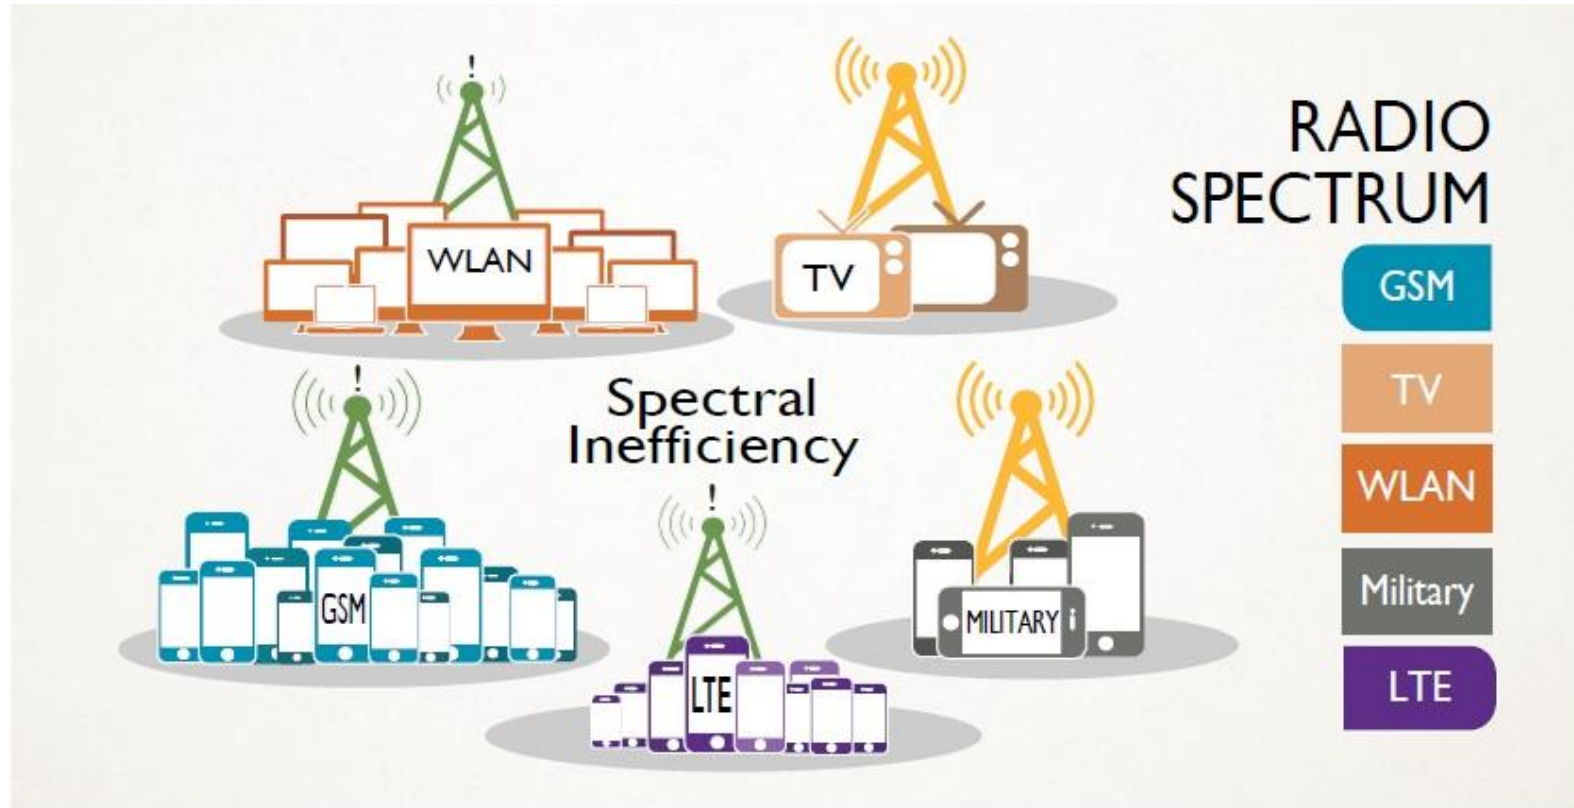 !
WLAN
TV
RADIO
SPECTRUM
GSM
TV
WLAN
Military
LTE
!
Spectral
Inefficiency
GSM
!
LTE
MILITARY